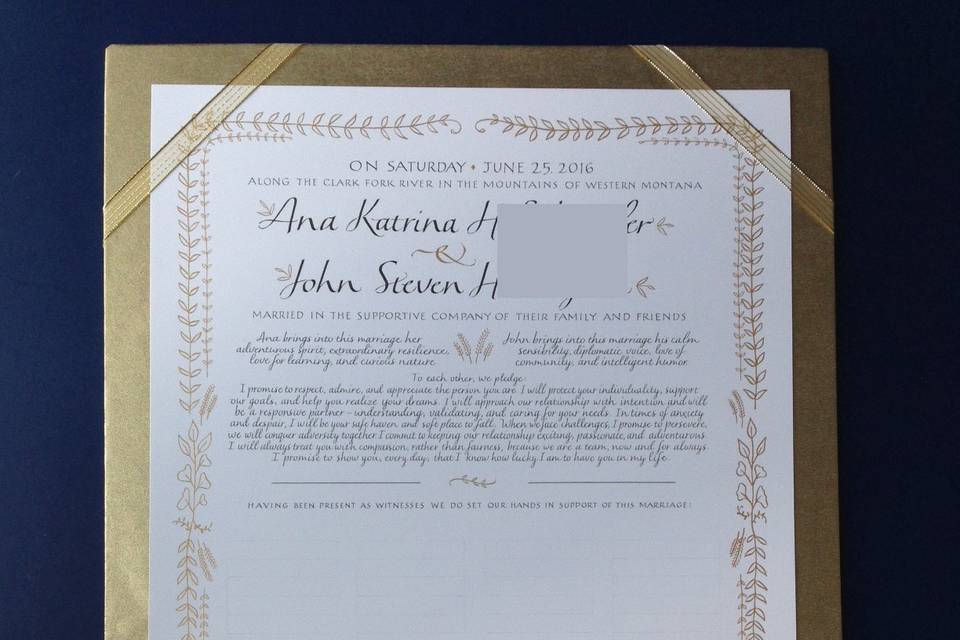 ON SATURDAY • JUNE 25, 2016
ALONG THE CLARK FORK RIVER IN THE MOUNTAINS OF WESTERN MONTANA
Ana Katrina
John Steven
MARRIED IN THE SUPPORTIVE COMPANY OF THEIR FAMILY AND FRIENDS
Ana brings into this marriage her
adventurous spirit, extraordinary resilience,
love for learning, and curious nature.
John brings into this marriage his calm
sensibility, diplomatic voice, love of
community, and intelligent humor.
To each other, we pledge:
I promise to respect, admire, and appreciate the person you are. I will protect your individuality, support
our goals, and help you realize your dreams. I will approach our relationship with intention and will
be a responsive partner – understanding, validating, and caring for your needs. In times of anxiety
and despair, I will be your safe haven and soft place to fall. When we face challenges, I promise to persevere,
we will conquer adversity together. I commit to keeping our relationship exciting, passionate, and adventurous.
I will always treat you with compassion, rather than fairness, because we are a team, now and for always.
I promise to show you, every day, that I know how lucky I am to have you in my life.
HAVING BEEN PRESENT AS WITNESSES WE DO SET OUR HANDS IN SUPPORT OF THIS MARRIAGE: